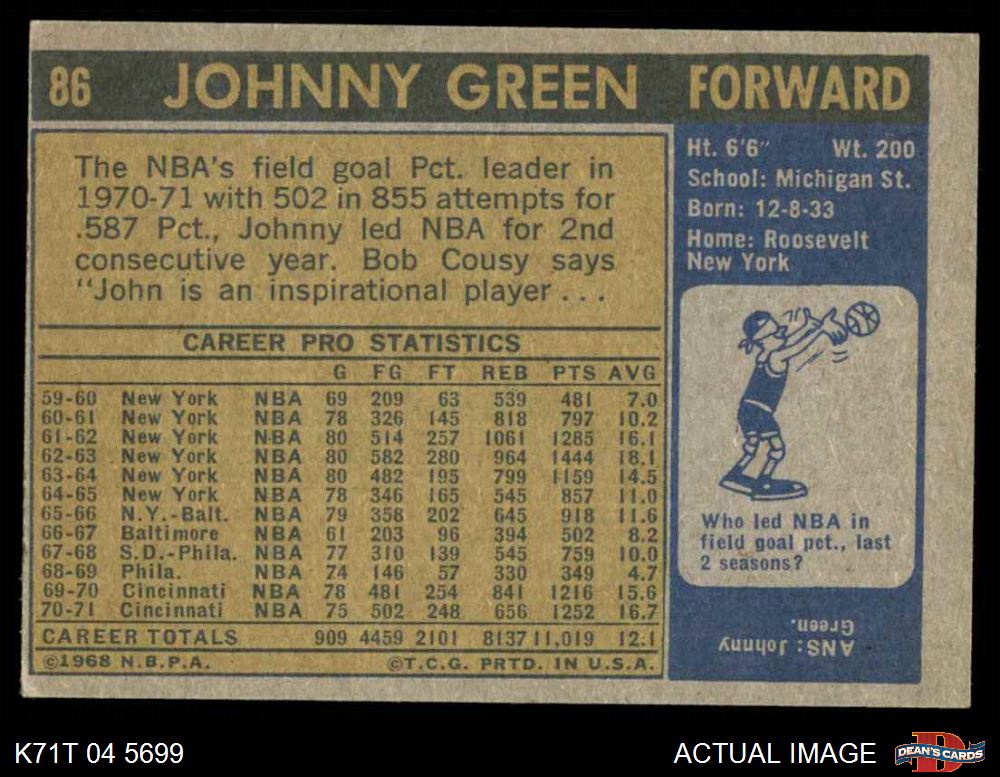 86 JOHNNY GREEN FORWARD
The NBA's field goal Pct. leader in
1970-71 with 502 in 855 attempts for
.587 Pct., Johnny led NBA for 2nd
consecutive year. Bob Cousy says
"John is an inspirational player ...
CAREER PRO STATISTICS
G FG FT REB PTS AVG
59-60 New York NBA 69 209 63 539 481 7.0
60-61 New York NBA 78 326 145 818 797 10.2
61-62 New York NBA 80 514 257 1061 1285 16.1
62-63 New York NBA 80 582 280 964 1444 18.1
63-64 New York NBA 80 482 195 799 1159 14.5
64-65 New York NBA 78 346 165 545 857 11.0
65-66 N.Y.-Balt. NBA 79 358 202 645 918 11.6
66-67 Baltimore NBA 61 203 96 394 502 8.2
67-68 S.D.-Phila. NBA 77 310 139 545 759 10.0
68-69 Phila. NBA 74 146 57 330 349 4.7
69-70 Cincinnati NBA 78 481 254 841 1216 15.6
70-71 Cincinnati NBA 75 502 248 656 1252 16.7
CAREER TOTALS 909 4459 2101 8137 11,019 12.1
©1968 N.B.P.A. ©T.C.G. PRTD. IN U.S.A.
Ht. 6'6" Wt. 200
School: Michigan St.
Born: 12-8-33
Home: Roosevelt
New York
Who led NBA in
field goal pct., last
2 seasons?
ANS: Johnny
Green.
K71T 04 5699
ACTUAL IMAGE
D
DEAN'S CARDS